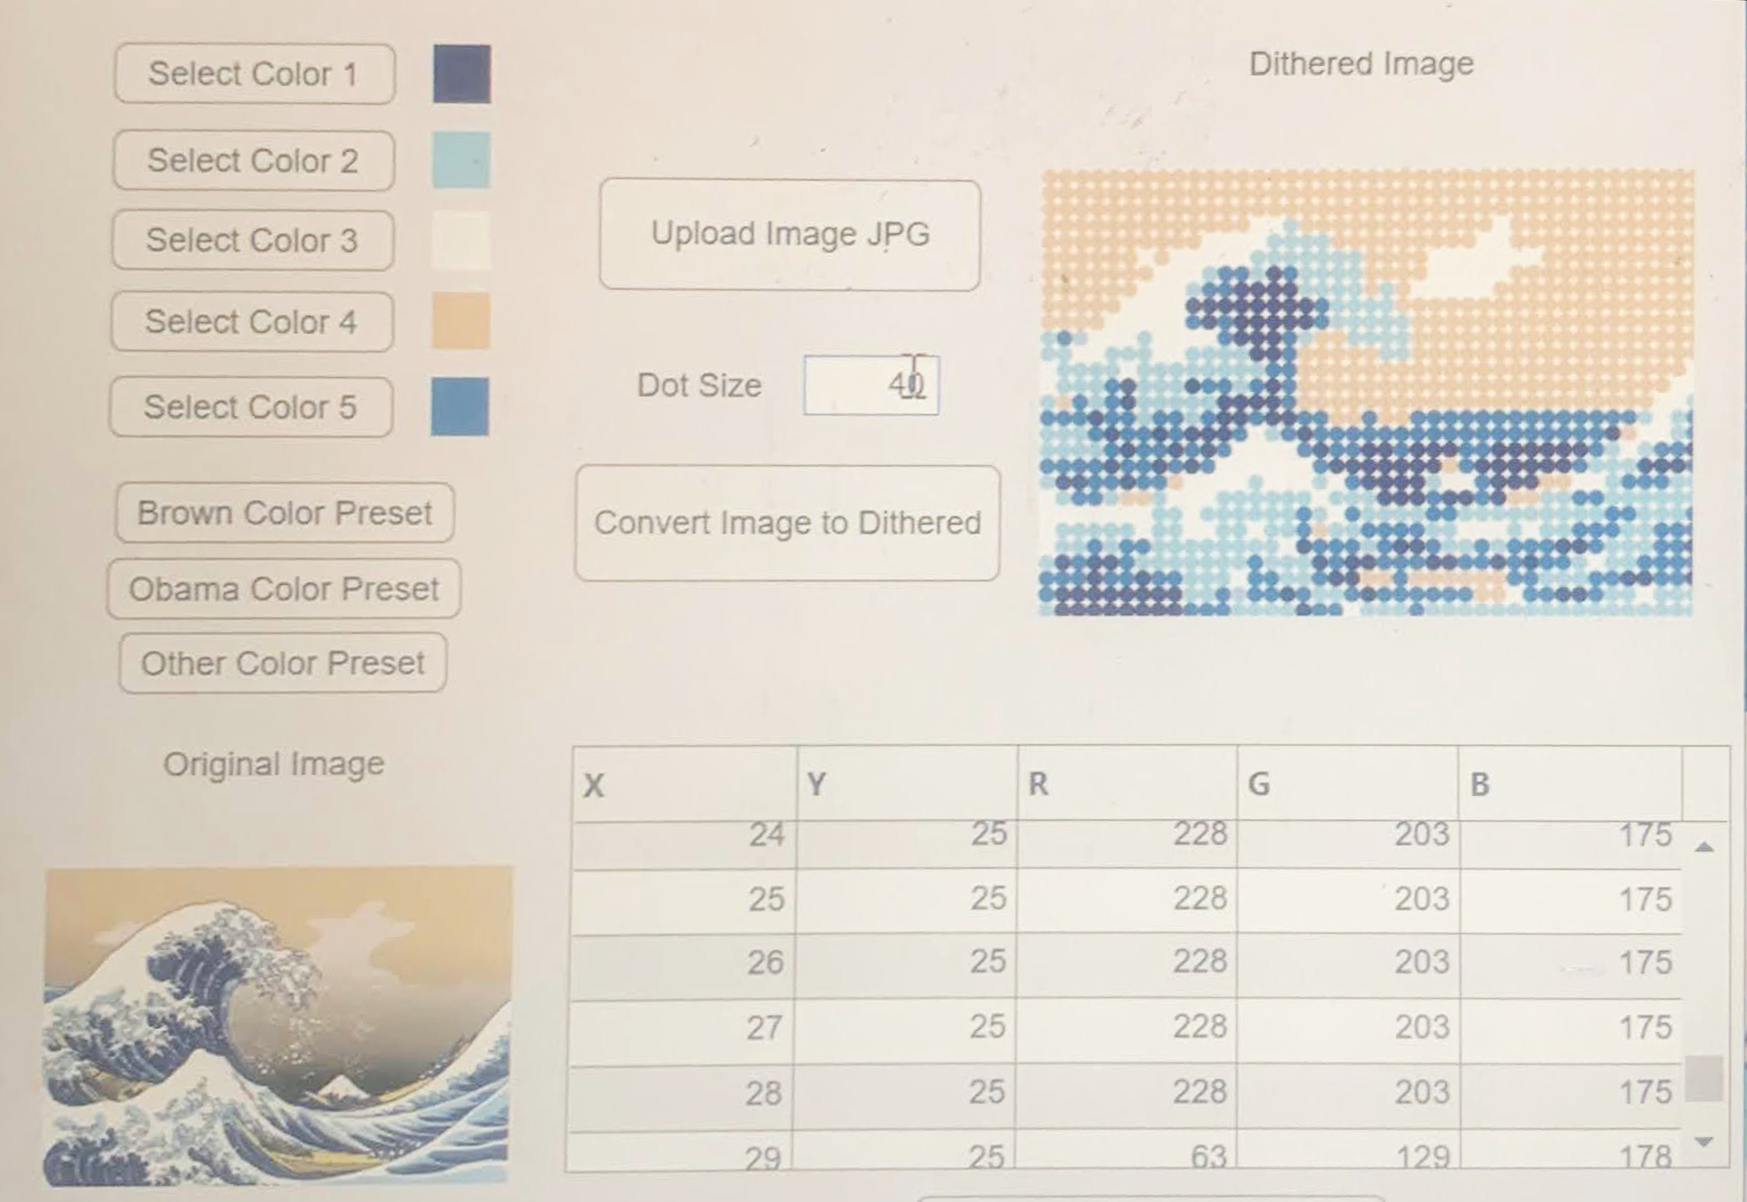 Select Color 1
Select Color 2
Select Color 3
Select Color 4
Select Color 5
Brown Color Preset
Obama Color Preset
Other Color Preset
Original Image
Upload Image JPG
Dot Size 40
Convert Image to Dithered
Dithered Image
X Y R G B
24 25 228 203 175
25 25 228 203 175
26 25 228 203 175
27 25 228 203 175
28 25 228 203 175
29 25 63 129 178